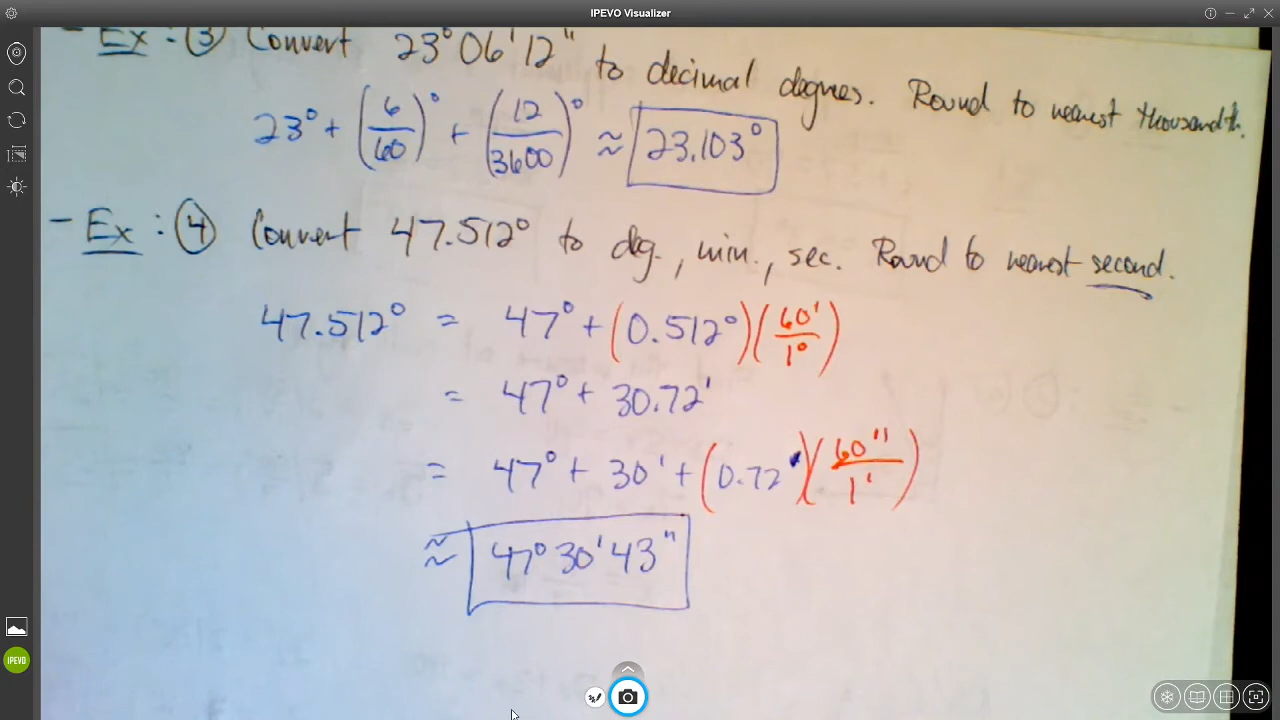 IPEVO Visualizer
- Ex : ③ Convert 23°06'12" to decimal degrees. Round to nearest thousandth.
23° + (6/60)° + (12/3600)° ≈ 23.103°
- Ex : ④ Convert 47.512° to deg., min., sec. Round to nearest second.
47.512° = 47° + (0.512°)(60'/1°)
= 47° + 30.72'
= 47° + 30' + (0.72')(60"/1')
≈ 47°30'43"
IPEVO